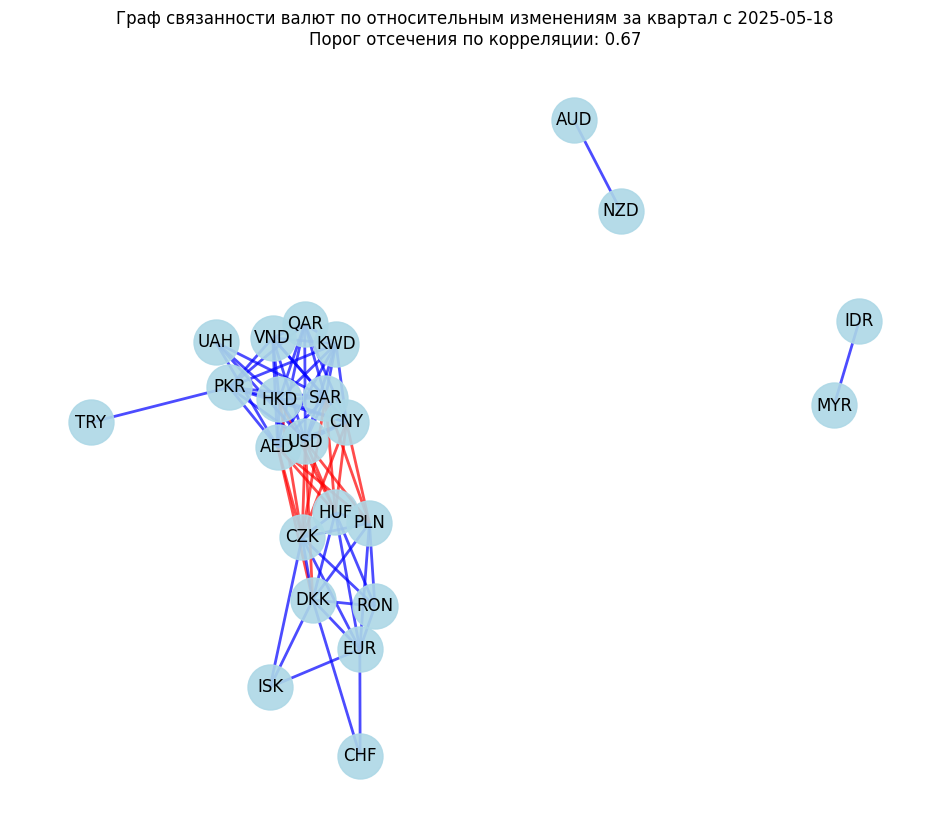 Граф связанности валют по относительным изменениям за квартал с 2025-05-18
Порог отсечения по корреляции: 0.67
AUD
NZD
IDR
QAR
VND
UAH
KWD
PKR
SAR
HKD
MYR
TRY
CNY
USD
AED
HUF
PLN
CZK
DKK
RON
EUR
ISK
CHF